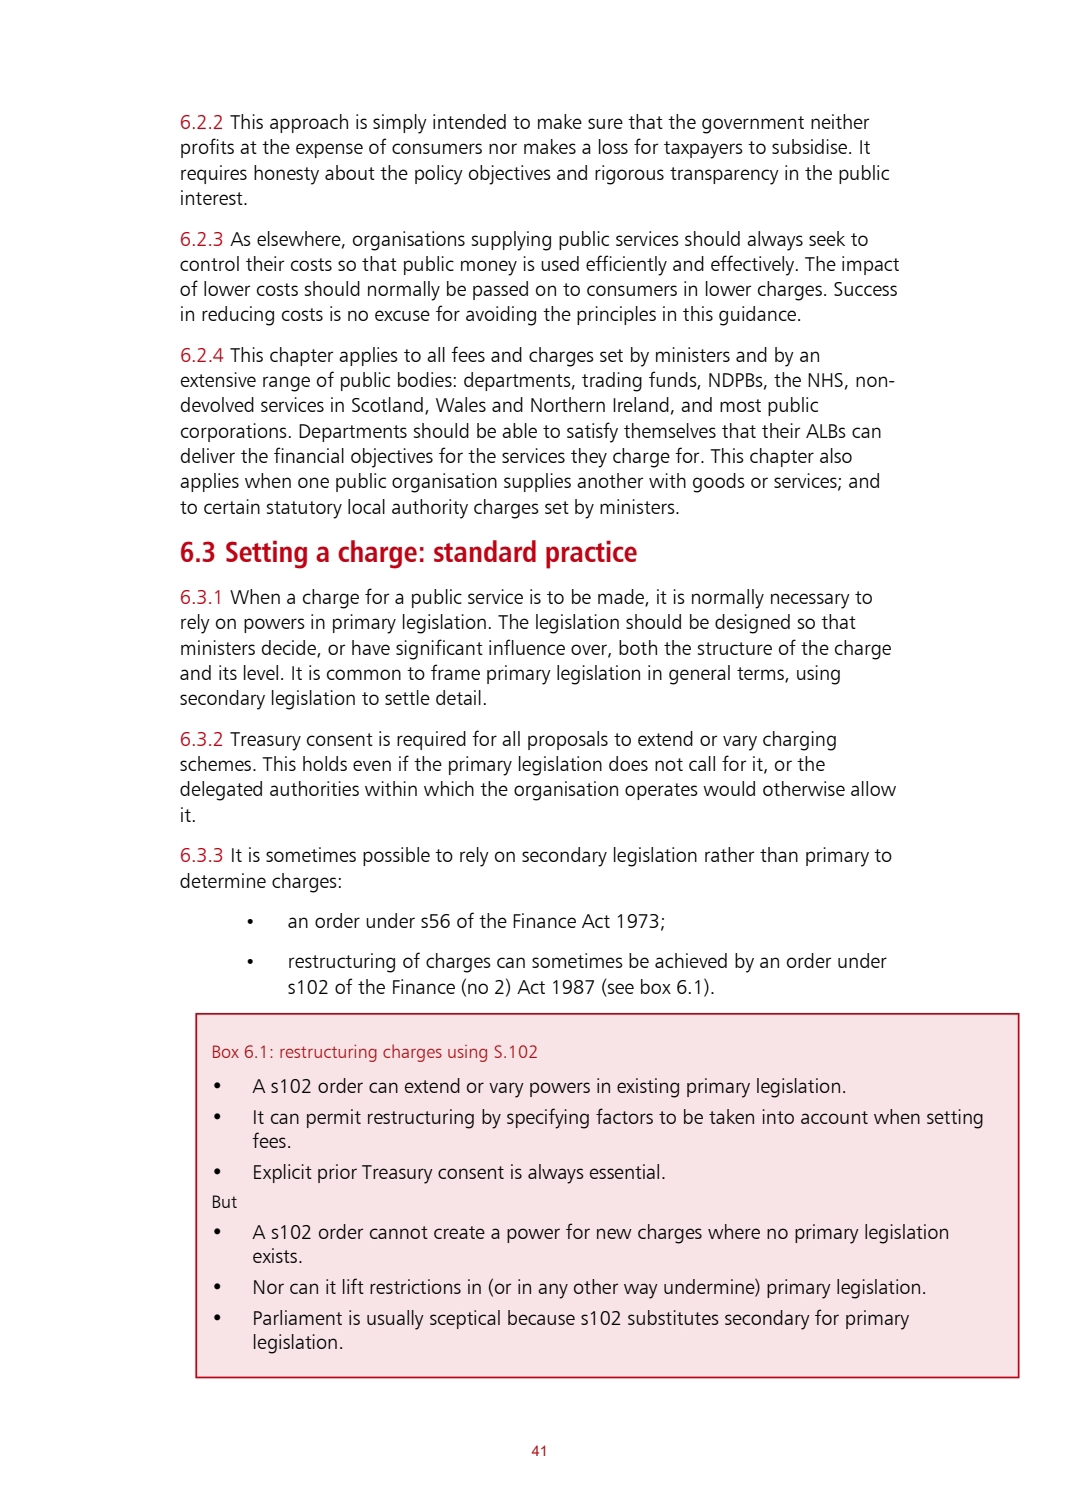 6.2.2 This approach is simply intended to make sure that the government neither
profits at the expense of consumers nor makes a loss for taxpayers to subsidise. It
requires honesty about the policy objectives and rigorous transparency in the public
interest.
6.2.3 As elsewhere, organisations supplying public services should always seek to
control their costs so that public money is used efficiently and effectively. The impact
of lower costs should normally be passed on to consumers in lower charges. Success
in reducing costs is no excuse for avoiding the principles in this guidance.
6.2.4 This chapter applies to all fees and charges set by ministers and by an
extensive range of public bodies: departments, trading funds, NDPBs, the NHS, non-
devolved services in Scotland, Wales and Northern Ireland, and most public
corporations. Departments should be able to satisfy themselves that their ALBs can
deliver the financial objectives for the services they charge for. This chapter also
applies when one public organisation supplies another with goods or services; and
to certain statutory local authority charges set by ministers.
6.3 Setting a charge: standard practice
6.3.1 When a charge for a public service is to be made, it is normally necessary to
rely on powers in primary legislation. The legislation should be designed so that
ministers decide, or have significant influence over, both the structure of the charge
and its level. It is common to frame primary legislation in general terms, using
secondary legislation to settle detail.
6.3.2 Treasury consent is required for all proposals to extend or vary charging
schemes. This holds even if the primary legislation does not call for it, or the
delegated authorities within which the organisation operates would otherwise allow
it.
6.3.3 It is sometimes possible to rely on secondary legislation rather than primary to
determine charges:
• an order under s56 of the Finance Act 1973;
• restructuring of charges can sometimes be achieved by an order under
s102 of the Finance (no 2) Act 1987 (see box 6.1).
Box 6.1: restructuring charges using S.102
• A s102 order can extend or vary powers in existing primary legislation.
• It can permit restructuring by specifying factors to be taken into account when setting
fees.
• Explicit prior Treasury consent is always essential.
But
• A s102 order cannot create a power for new charges where no primary legislation
exists.
• Nor can it lift restrictions in (or in any other way undermine) primary legislation.
• Parliament is usually sceptical because s102 substitutes secondary for primary
legislation.
41